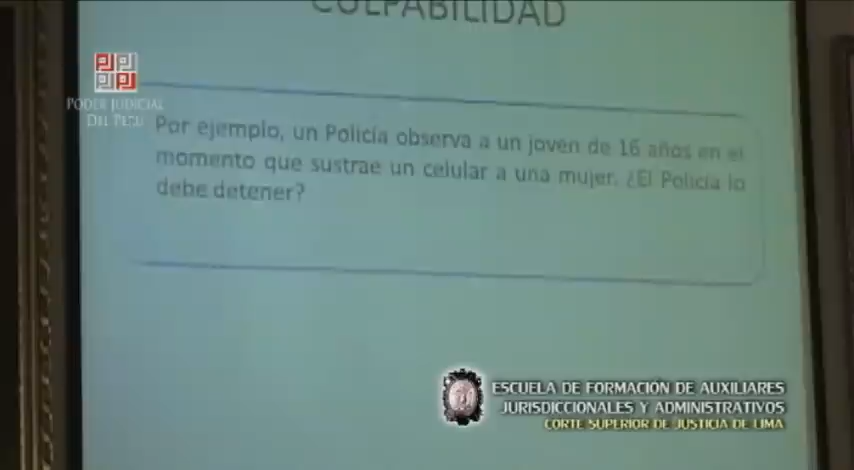 CULPABILIDAD
PODER JUDICIAL
DEL PERÚ
Por ejemplo, un Policía observa a un joven de 16 años en el
momento que sustrae un celular a una mujer. ¿El Policía lo
debe detener?
ESCUELA DE FORMACIÓN DE AUXILIARES
JURISDICCIONALES Y ADMINISTRATIVOS
CORTE SUPERIOR DE JUSTICIA DE LIMA